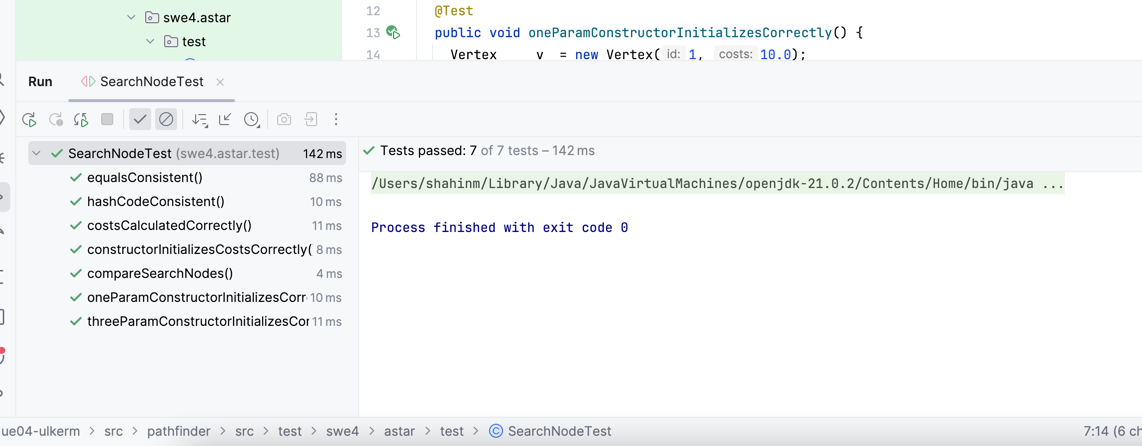 swe4.astar
test
12 @Test
13 public void oneParamConstructorInitializesCorrectly() {
14 Vertex v = new Vertex( id: 1, costs: 10.0);
Run SearchNodeTest
SearchNodeTest (swe4.astar.test) 142 ms
equalsConsistent() 88 ms
hashCodeConsistent() 10 ms
costsCalculatedCorrectly() 11 ms
constructorInitializesCostsCorrectly( 8 ms
compareSearchNodes() 4 ms
oneParamConstructorInitializesCorr 10 ms
threeParamConstructorInitializesCor 11 ms
Tests passed: 7 of 7 tests – 142 ms
/Users/shahinm/Library/Java/JavaVirtualMachines/openjdk-21.0.2/Contents/Home/bin/java ...
Process finished with exit code 0
ue04-ulkerm > src > pathfinder > src > test > swe4 > astar > test > SearchNodeTest 7:14 (6 ch